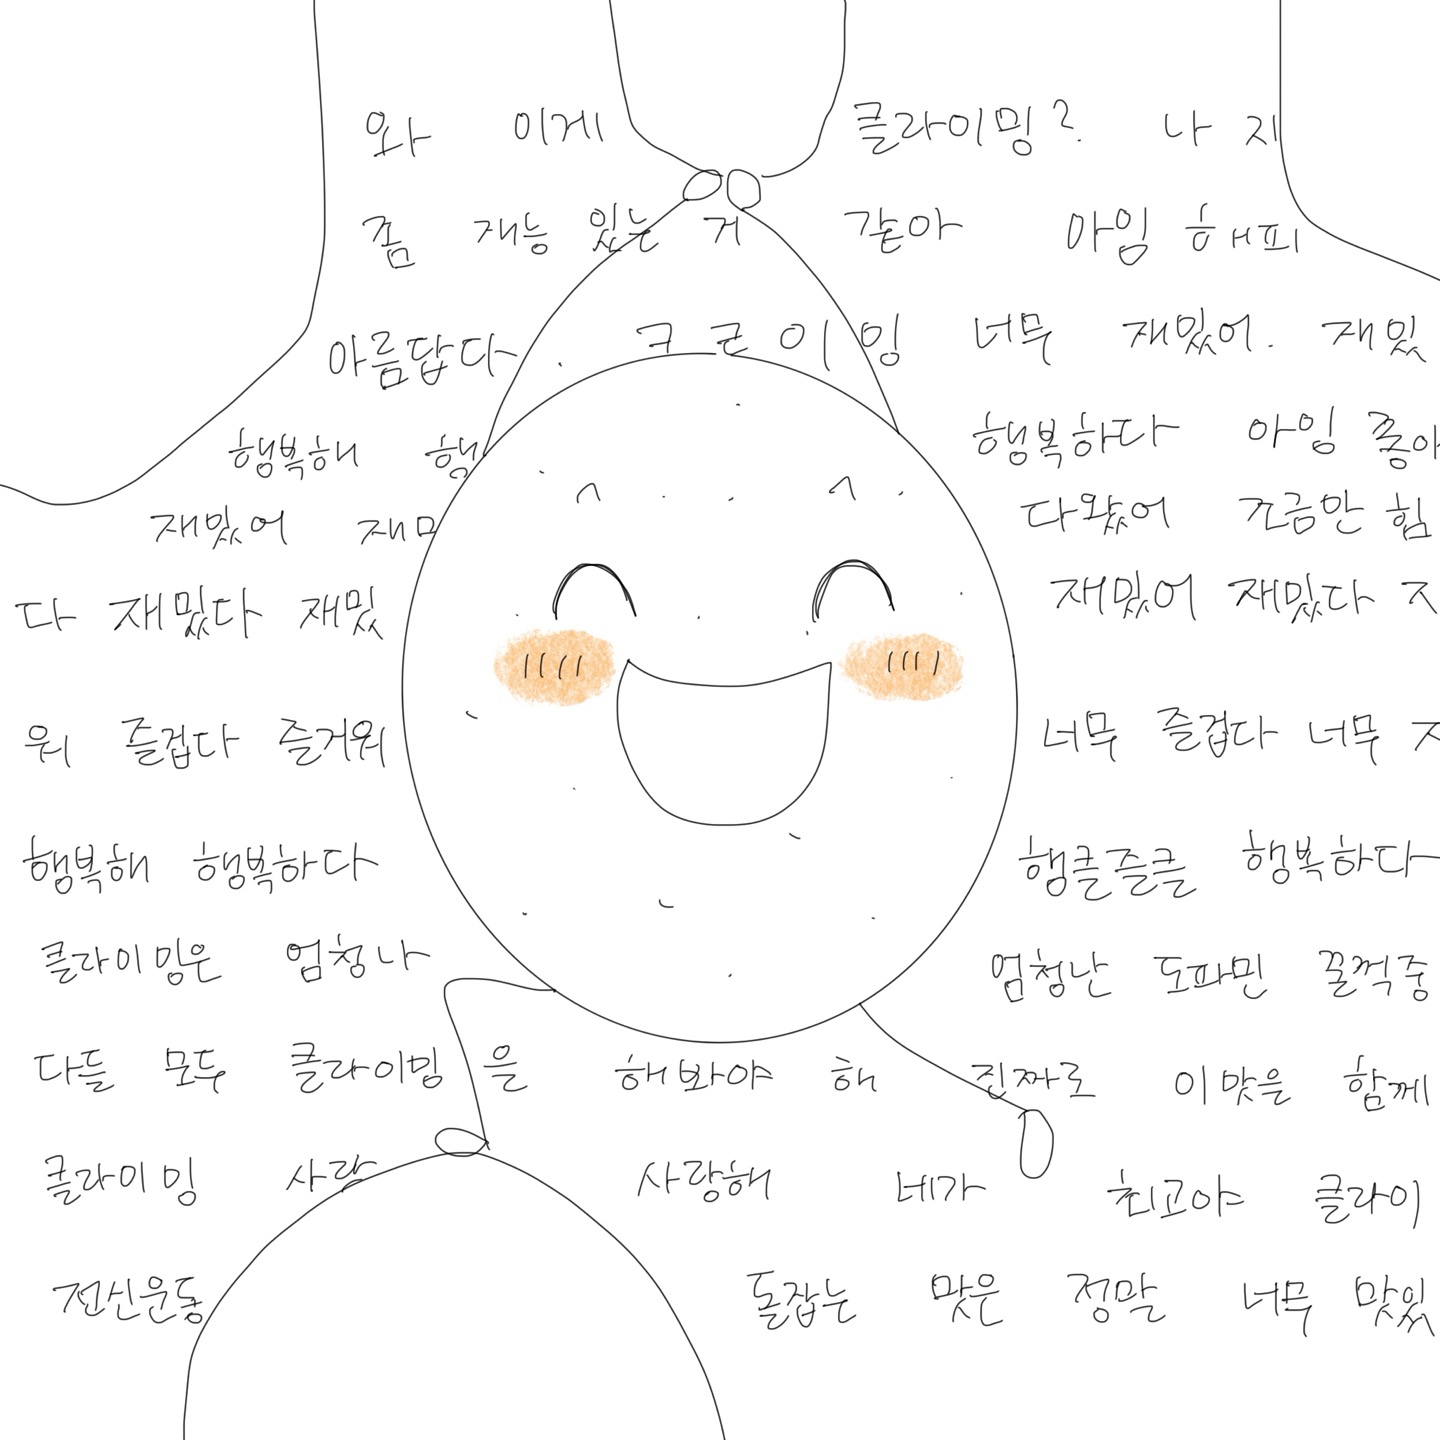 와 이게 클라이밍? 나 지
좀 재능 있는 거 같아 아임 해피
아름답다. 크르이잉 너무 재밌어. 재밌
행복해 행 행복하다 아임 좋아
재밌어 재ㅁ 다왔어 조금만 힘
다 재밌다 재밌 재밌어 재밌다 ㅈ
워 즐겁다 즐거워 너무 즐겁다 너무 ㅈ
행복해 행복하다 행클즐클 행복하다
클라이밍은 엄청나 엄청난 도파민 꼴깍중
다들 모두 클라이밍을 해봐야 해 진짜로 이맛을 함께
클라이밍 사랑 사랑해 네가 최고야 클라이
전신운동 돌잡는 맛은 정말 너무 맛있